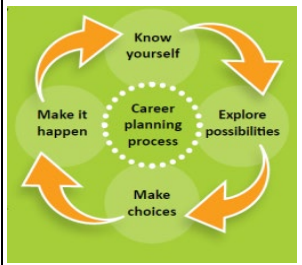 Know
yourself
Explore
possibilities
Make
choices
Make it
happen
Career
planning
process